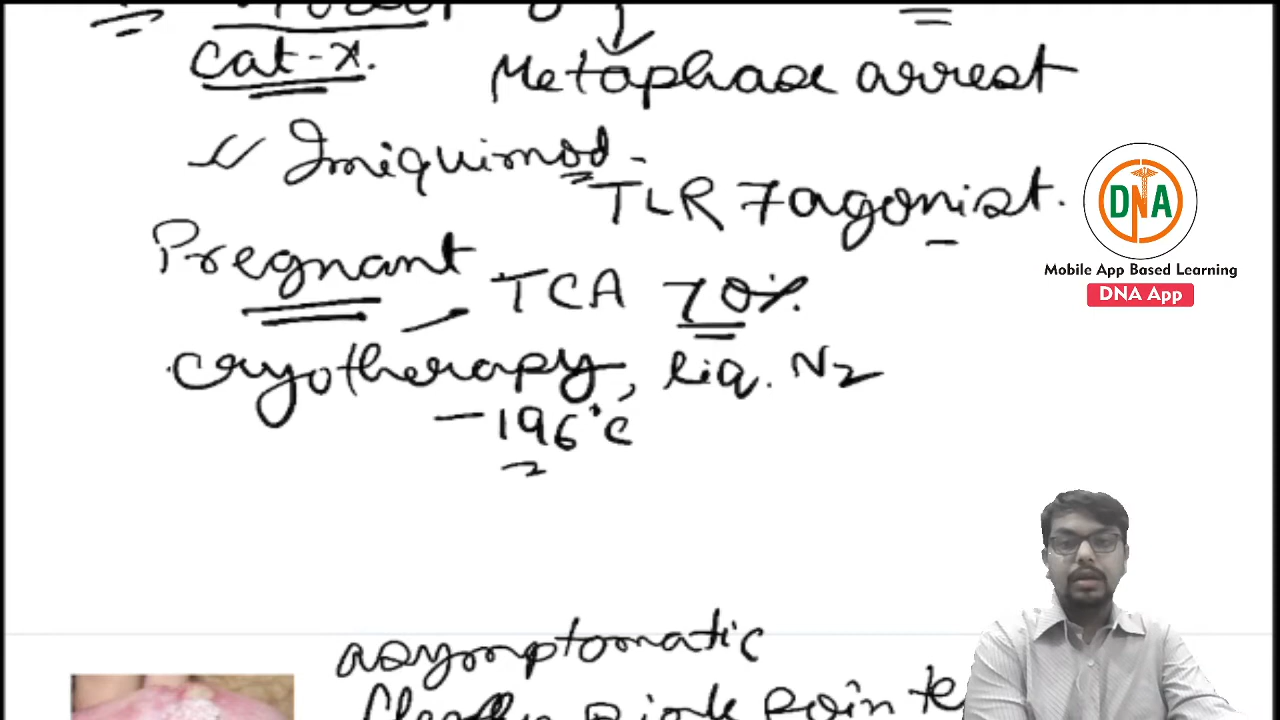 Cat-X.
Metaphase arrest
Imiquimod -
TLR 7 agonist.
Pregnant
TCA 70%
cryotherapy, liq. N2
-196°C
asymptomatic
DNA
Mobile App Based Learning
DNA App